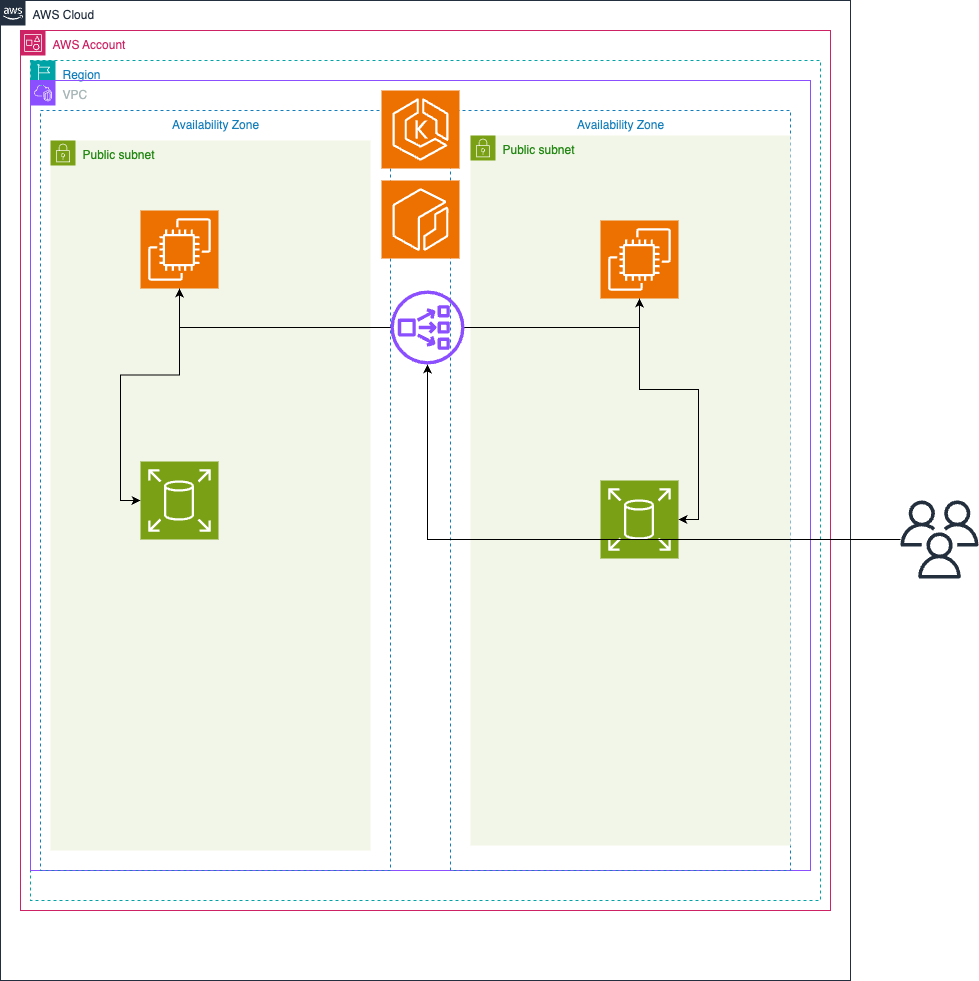 aws
AWS Cloud
AWS Account
Region
VPC
Availability Zone
Availability Zone
Public subnet
Public subnet
K